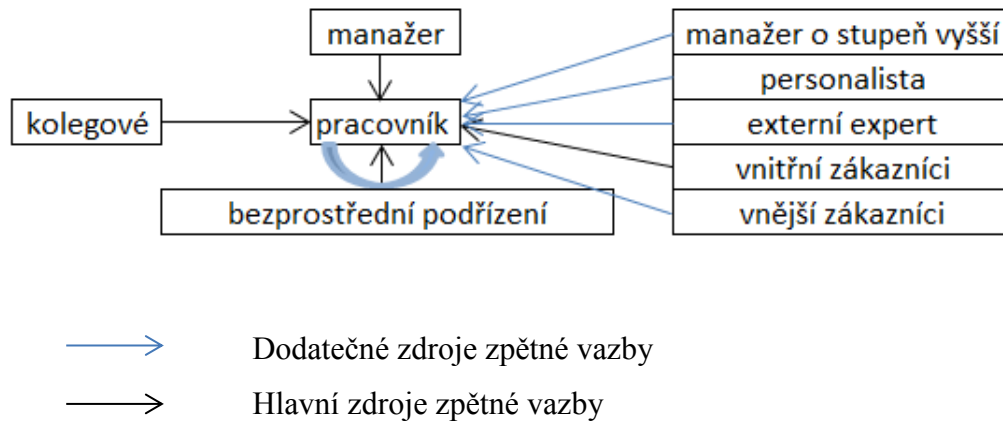 manažer
manažer o stupeň vyšší
personalista
kolegové
pracovník
externí expert
vnitřní zákazníci
bezprostřední podřízení
vnější zákazníci
Dodatečné zdroje zpětné vazby
Hlavní zdroje zpětné vazby